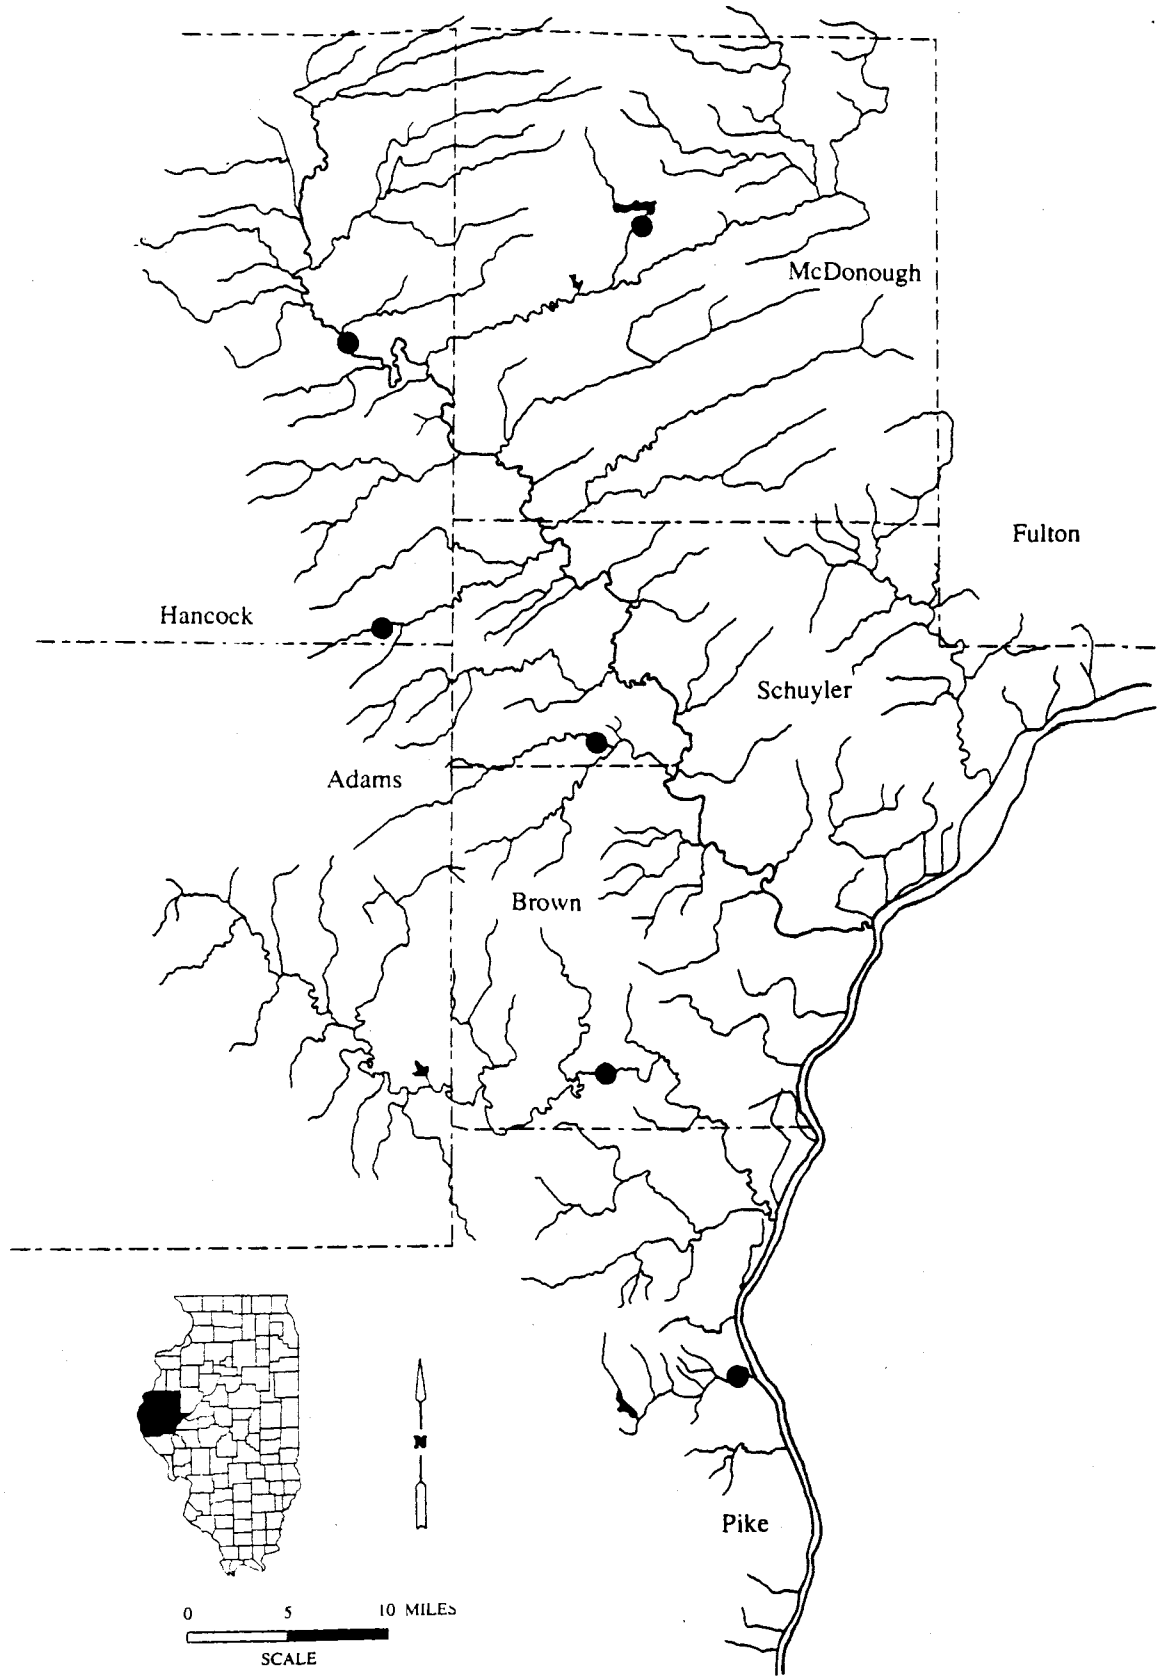 McDonough
Fulton
Hancock
Schuyler
Adams
Brown
N
Pike
0 5 10 MILES
SCALE